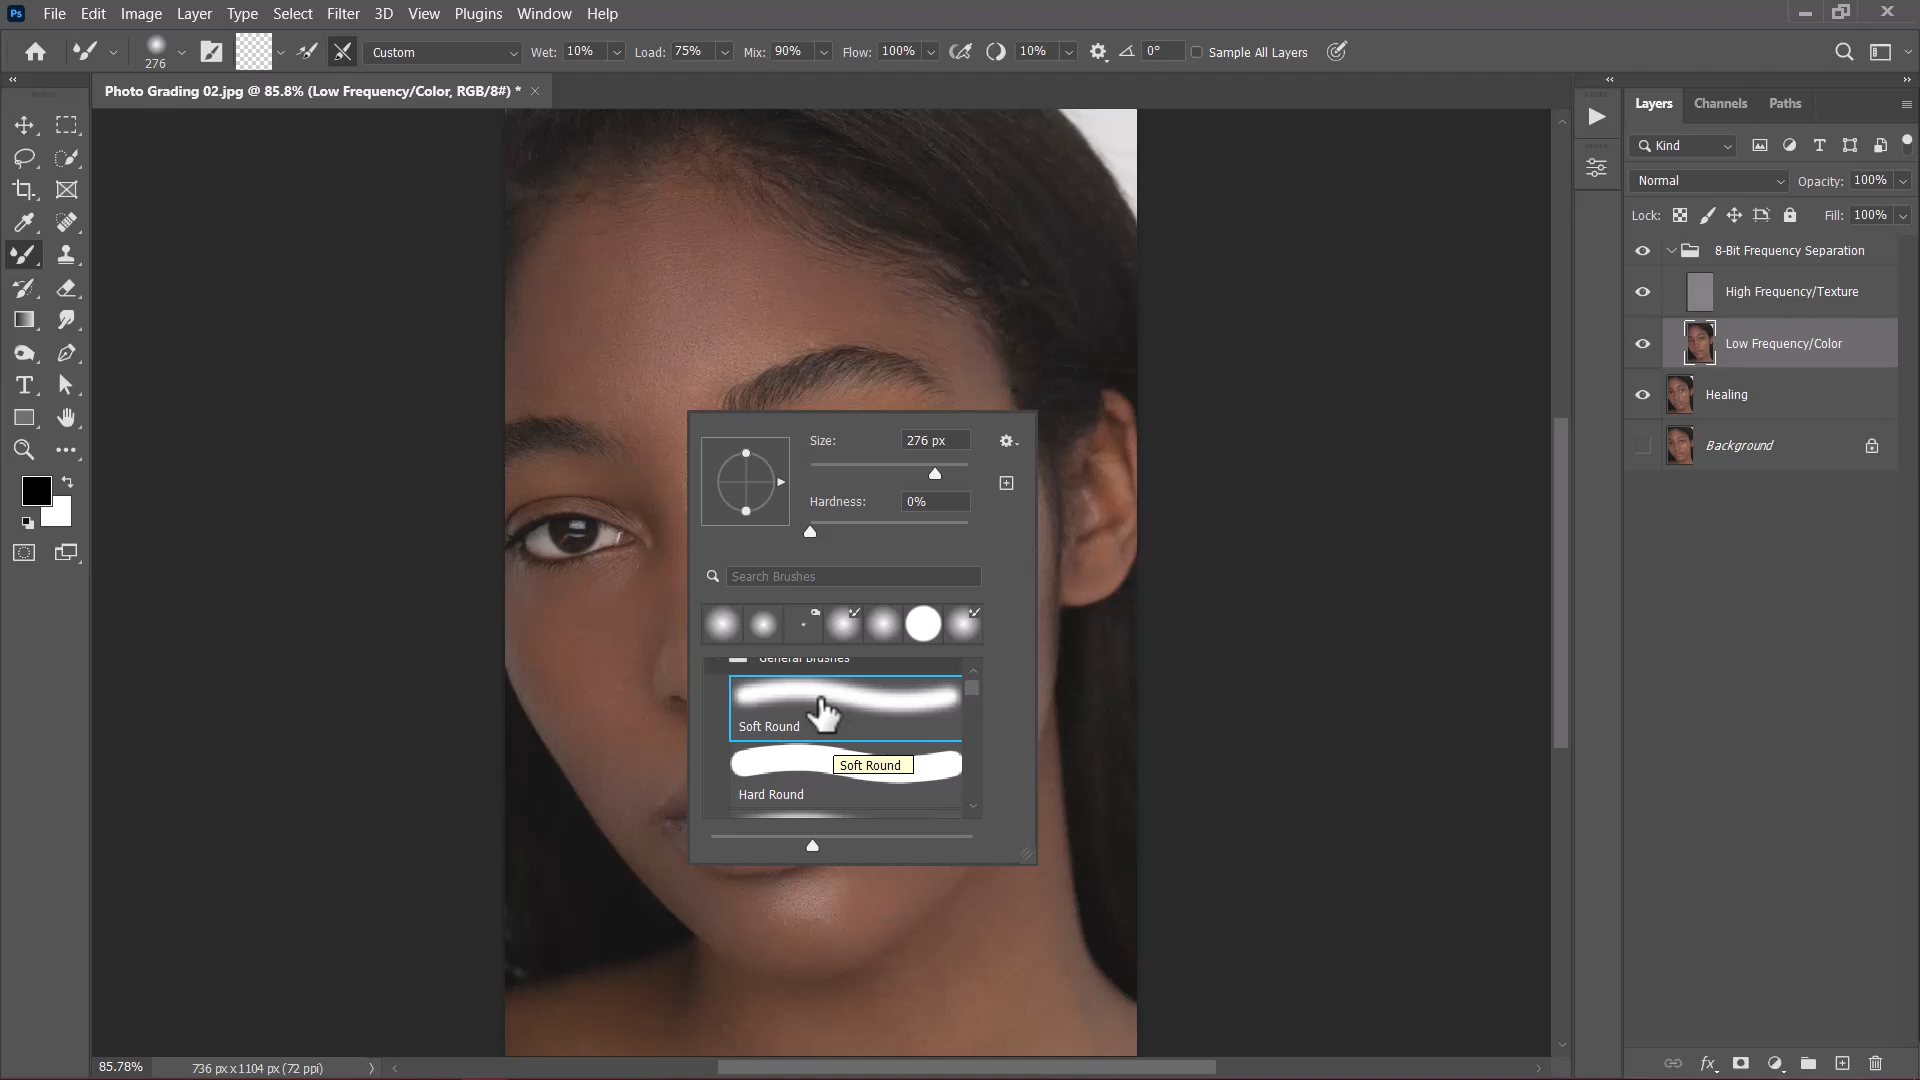 Ps File Edit Image Layer Type Select Filter 3D View Plugins Window Help
276 Custom Wet: 10% Load: 75% Mix: 90% Flow: 100% 10% 0° Sample All Layers
Photo Grading 02.jpg @ 85.8% (Low Frequency/Color, RGB/8#) *
Layers Channels Paths
Kind
Normal Opacity: 100%
Lock: Fill: 100%
8-Bit Frequency Separation
High Frequency/Texture
Low Frequency/Color
Healing
Background
Size: 276 px
Hardness: 0%
Search Brushes
General Brushes
Soft Round
Soft Round
Hard Round
85.78% 736 px x 1104 px (72 ppi)